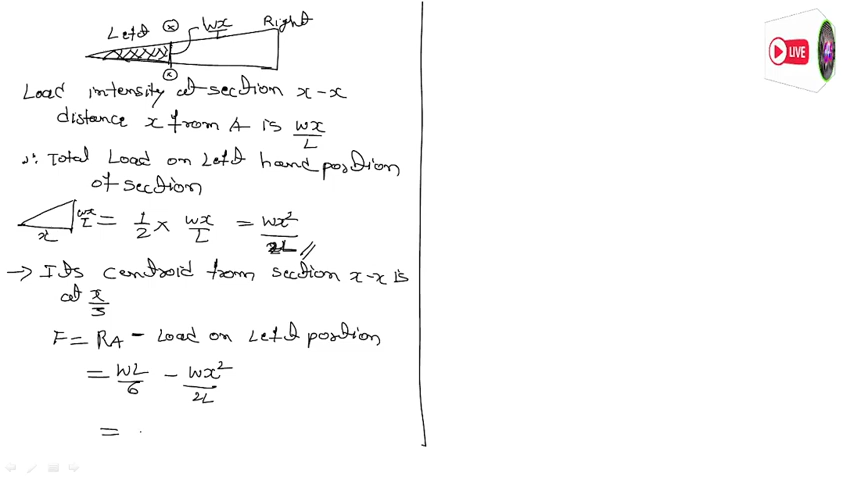 Left x wx/L Right
x
Load intensity at section x-x
distance x from A is wx/L
∴ Total Load on Left hand position
of section
x wx/L = 1/2 x wx/L = wx²/2L
→ Its centroid from section x-x is
at x/3
F = RA - Load on Left position
= WL/6 - wx²/2L
=
LIVE